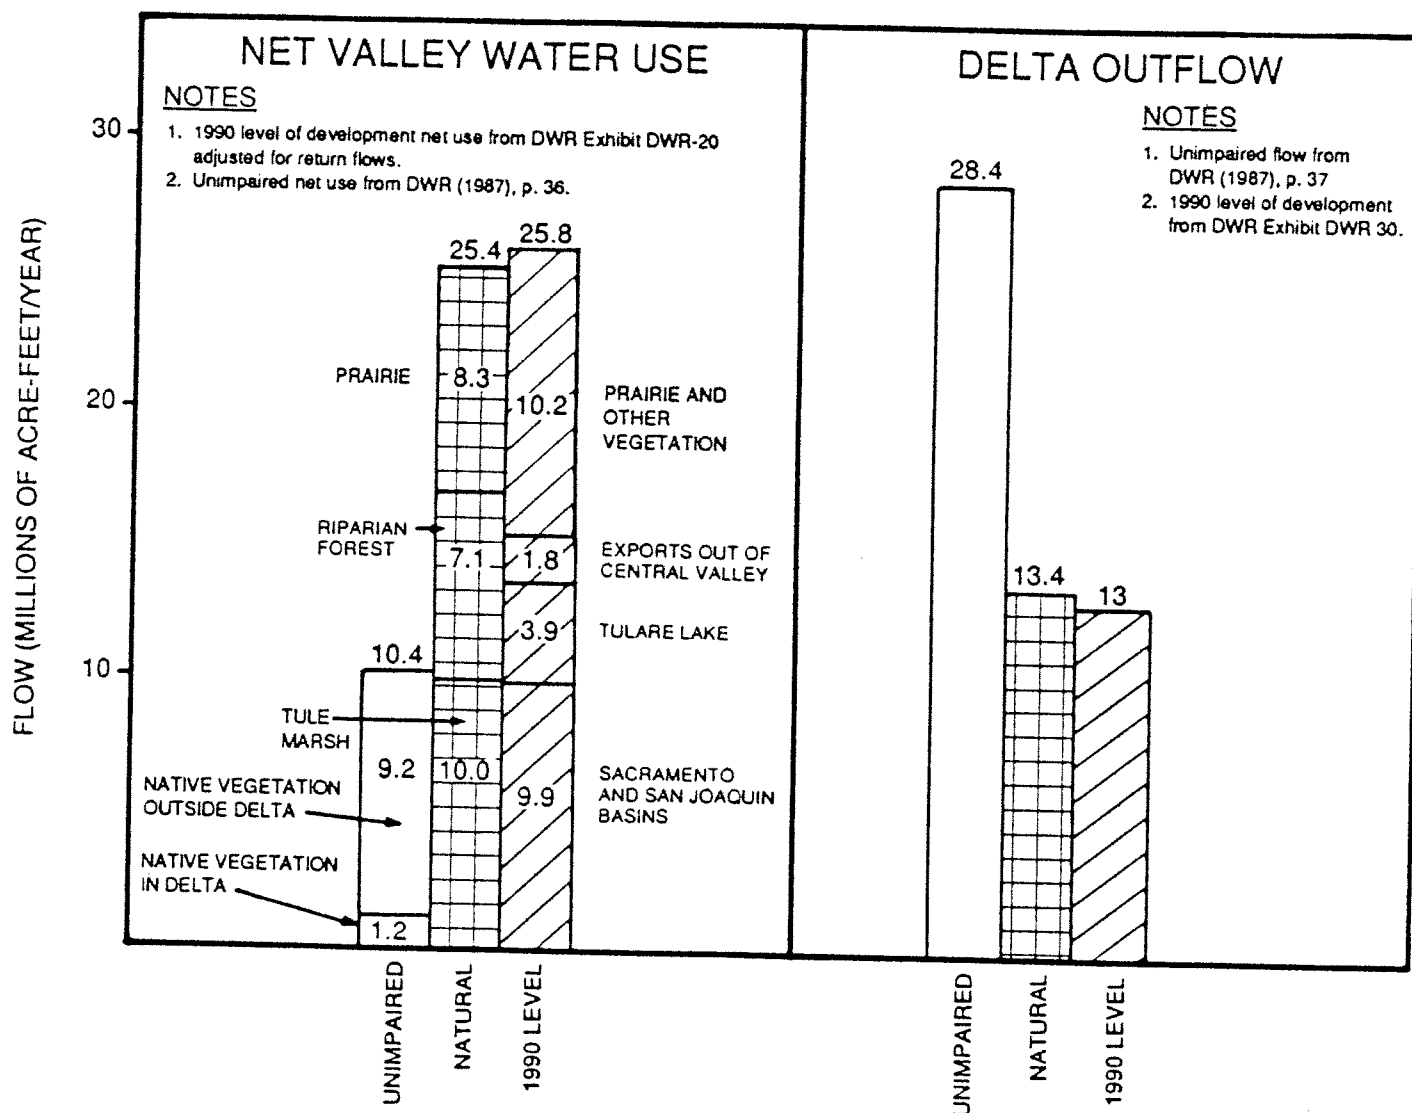 NET VALLEY WATER USE
NOTES
1. 1990 level of development net use from DWR Exhibit DWR-20
adjusted for return flows.
2. Unimpaired net use from DWR (1987), p. 36.
DELTA OUTFLOW
NOTES
1. Unimpaired flow from
DWR (1987), p. 37
2. 1990 level of development
from DWR Exhibit DWR 30.
FLOW (MILLIONS OF ACRE-FEET/YEAR)
30
20
10
10.4
9.2
1.2
25.4
8.3
7.1
10.0
25.8
10.2
1.8
3.9
9.9
PRAIRIE
RIPARIAN
FOREST
TULE
MARSH
NATIVE VEGETATION
OUTSIDE DELTA
NATIVE VEGETATION
IN DELTA
PRAIRIE AND
OTHER
VEGETATION
EXPORTS OUT OF
CENTRAL VALLEY
TULARE LAKE
SACRAMENTO
AND SAN JOAQUIN
BASINS
28.4
13.4
13
UNIMPAIRED
NATURAL
1990 LEVEL
UNIMPAIRED
NATURAL
1990 LEVEL